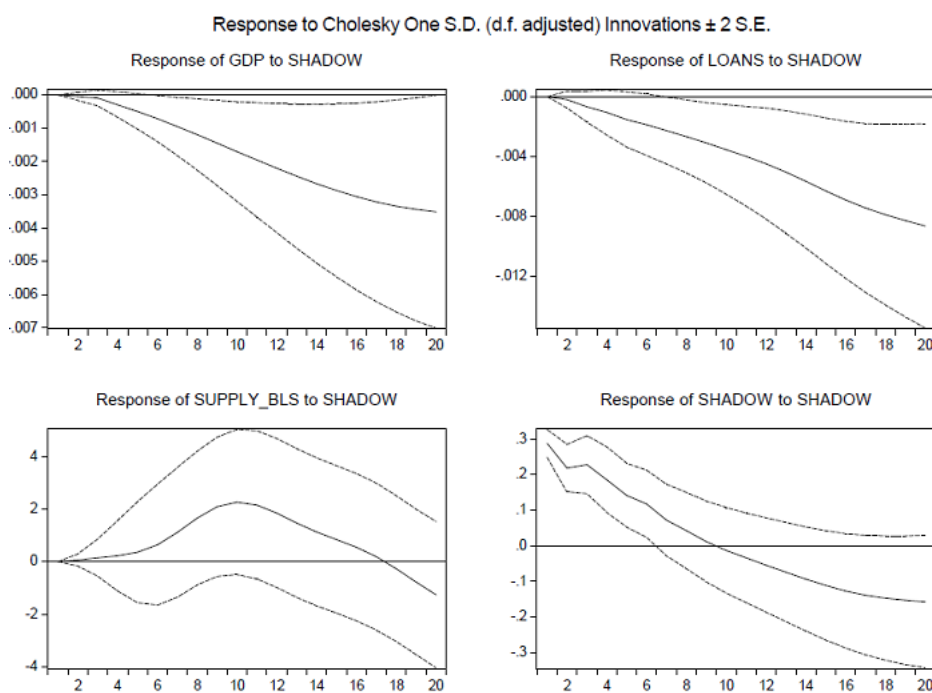 Response to Cholesky One S.D. (d.f. adjusted) Innovations ± 2 S.E.
Response of GDP to SHADOW
.000
-.001
-.002
-.003
-.004
-.005
-.006
-.007
2 4 6 8 10 12 14 16 18 20
Response of LOANS to SHADOW
.000
-.004
-.008
-.012
2 4 6 8 10 12 14 16 18 20
Response of SUPPLY_BLS to SHADOW
4
2
0
-2
-4
2 4 6 8 10 12 14 16 18 20
Response of SHADOW to SHADOW
.3
.2
.1
.0
-.1
-.2
-.3
2 4 6 8 10 12 14 16 18 20